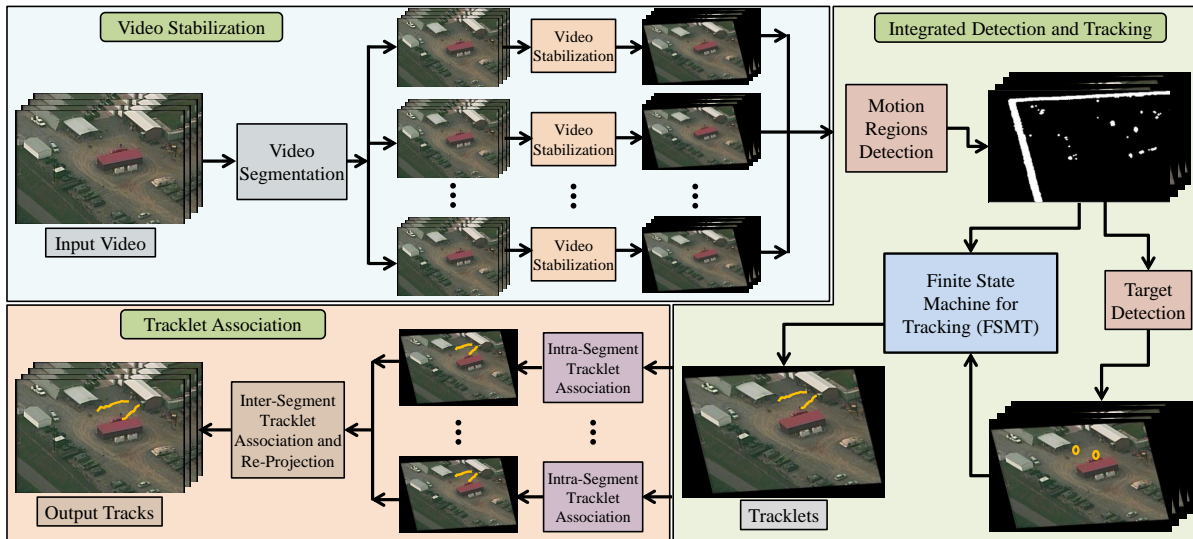 Video Stabilization
Input Video
Video
Segmentation
Video
Stabilization
Video
Stabilization
Video
Stabilization
Integrated Detection and Tracking
Motion
Regions
Detection
Finite State
Machine for
Tracking (FSMT)
Target
Detection
Tracklets
Tracklet Association
Intra-Segment
Tracklet
Association
Intra-Segment
Tracklet
Association
Inter-Segment
Tracklet
Association and
Re-Projection
Output Tracks